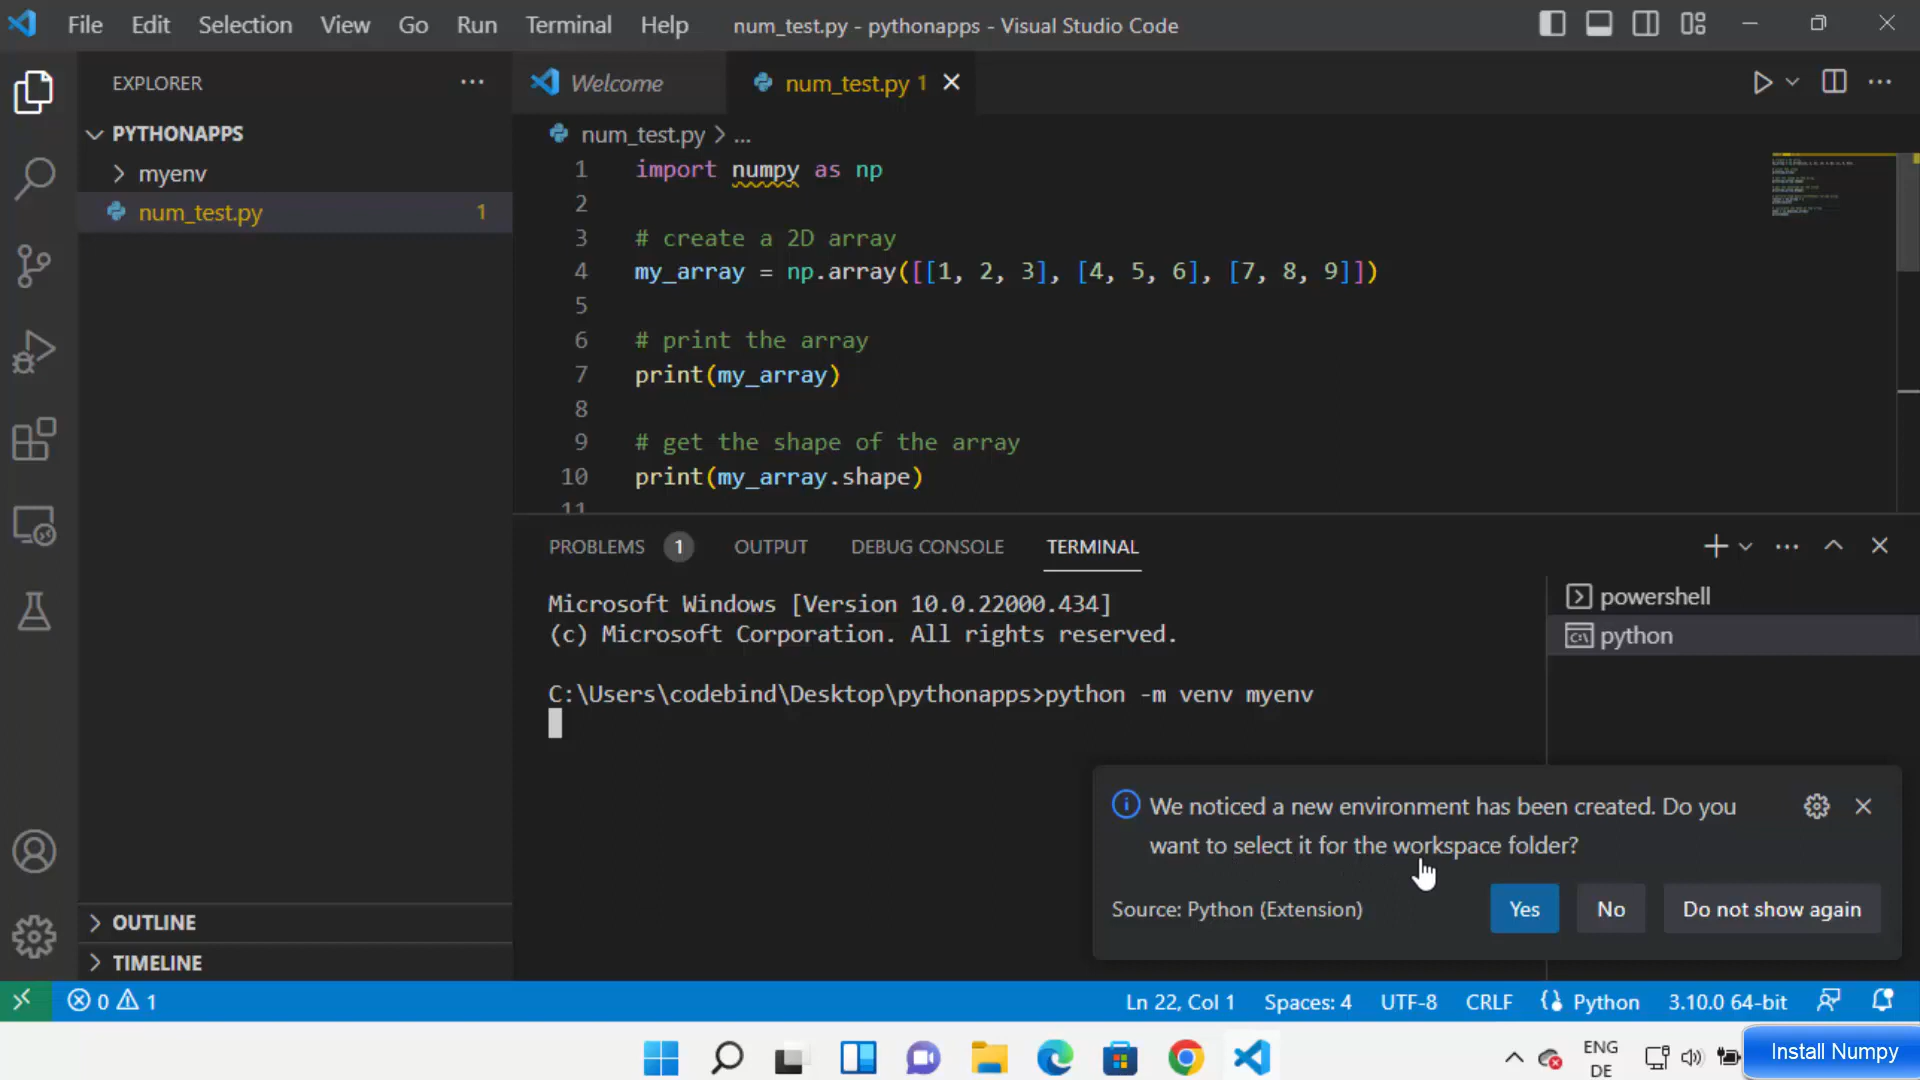 File Edit Selection View Go Run Terminal Help num_test.py - pythonapps - Visual Studio Code
EXPLORER
PYTHONAPPS
myenv
num_test.py 1
OUTLINE
TIMELINE
Welcome
num_test.py 1
num_test.py > ...
1 import numpy as np
2
3 # create a 2D array
4 my_array = np.array([[1, 2, 3], [4, 5, 6], [7, 8, 9]])
5
6 # print the array
7 print(my_array)
8
9 # get the shape of the array
10 print(my_array.shape)
11
PROBLEMS 1 OUTPUT DEBUG CONSOLE TERMINAL
Microsoft Windows [Version 10.0.22000.434]
(c) Microsoft Corporation. All rights reserved.
C:\Users\codebind\Desktop\pythonapps>python -m venv myenv
powershell
python
We noticed a new environment has been created. Do you
want to select it for the workspace folder?
Source: Python (Extension) Yes No Do not show again
0 1 Ln 22, Col 1 Spaces: 4 UTF-8 CRLF Python 3.10.0 64-bit
ENG
DE
Install Numpy